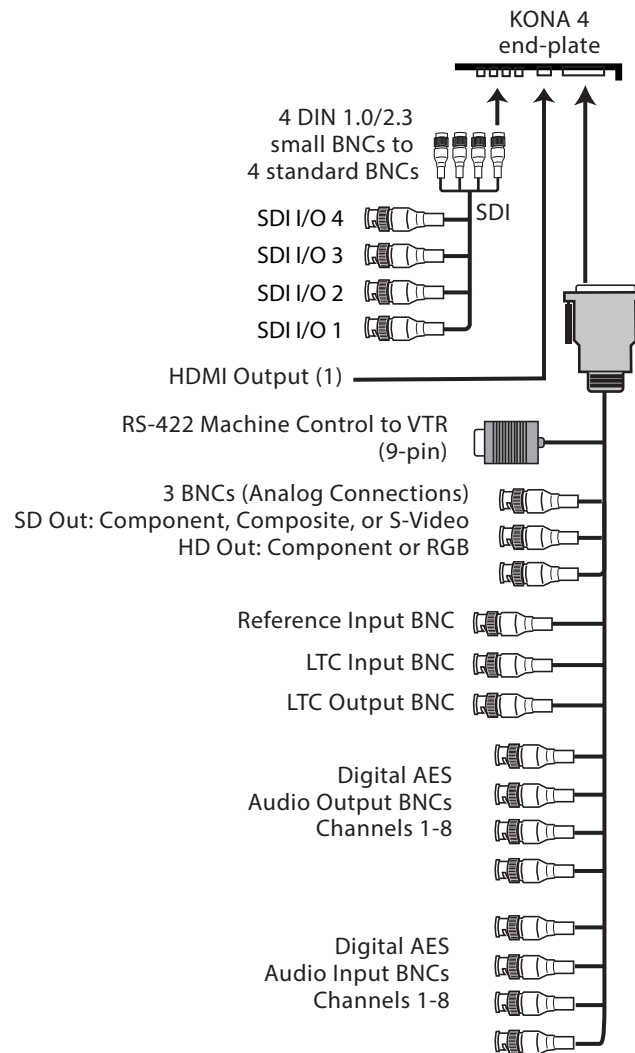 KONA 4
end-plate
4 DIN 1.0/2.3
small BNCs to
4 standard BNCs
SDI
SDI I/O 4
SDI I/O 3
SDI I/O 2
SDI I/O 1
HDMI Output (1)
RS-422 Machine Control to VTR
(9-pin)
3 BNCs (Analog Connections)
SD Out: Component, Composite, or S-Video
HD Out: Component or RGB
Reference Input BNC
LTC Input BNC
LTC Output BNC
Digital AES
Audio Output BNCs
Channels 1-8
Digital AES
Audio Input BNCs
Channels 1-8